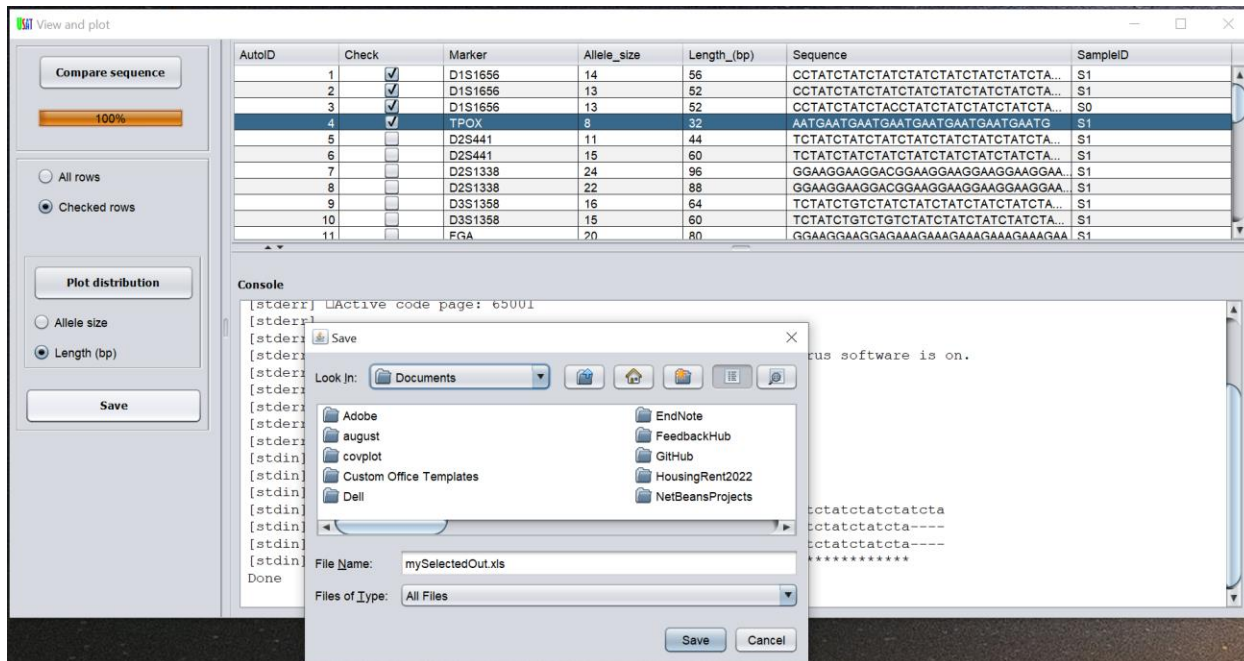 USAT View and plot
Compare sequence
100%
All rows
Checked rows
Plot distribution
Allele size
Length (bp)
Save
AutoID Check Marker Allele_size Length_(bp) Sequence SampleID
1 D1S1656 14 56 CCTATCTATCTATCTATCTATCTATCTATCTA... S1
2 D1S1656 13 52 CCTATCTATCTATCTATCTATCTATCTATCTA... S1
3 D1S1656 13 52 CCTATCTATCTACCTATCTATCTATCTATCTA... S0
4 TPOX 8 32 AATGAATGAATGAATGAATGAATGAATGAATG S1
5 D2S441 11 44 TCTATCTATCTATCTATCTATCTATCTATCTA... S1
6 D2S441 15 60 TCTATCTATCTATCTATCTATCTATCTATCTA... S1
7 D2S1338 24 96 GGAAGGAAGGACGGAAGGAAGGAAGGAAGGAA... S1
8 D2S1338 22 88 GGAAGGAAGGACGGAAGGAAGGAAGGAAGGAA... S1
9 D3S1358 16 64 TCTATCTGTCTATCTATCTATCTATCTATCTA... S1
10 D3S1358 15 60 TCTATCTGTCTGTCTATCTATCTATCTATCTA... S1
11 FGA 20 80 GGAAGGAAGGAGAAAGAAAGAAAGAAAGAAAGAA S1
Console
[stderr] Active code page: 65001
[stderr]
[stderr
[stderr rus software is on.
[stderr
[stderr
[stderr
[stderr
[stderr
[stdin]
[stdin]
[stdin]
[stdin] tctatctatctatcta
[stdin] tctatctatcta----
[stdin] tctatctatcta----
[stdin] ************
Done
Save
Look In: Documents
Adobe EndNote
august FeedbackHub
covplot GitHub
Custom Office Templates HousingRent2022
Dell NetBeansProjects
File Name: mySelectedOut.xls
Files of Type: All Files
Save Cancel